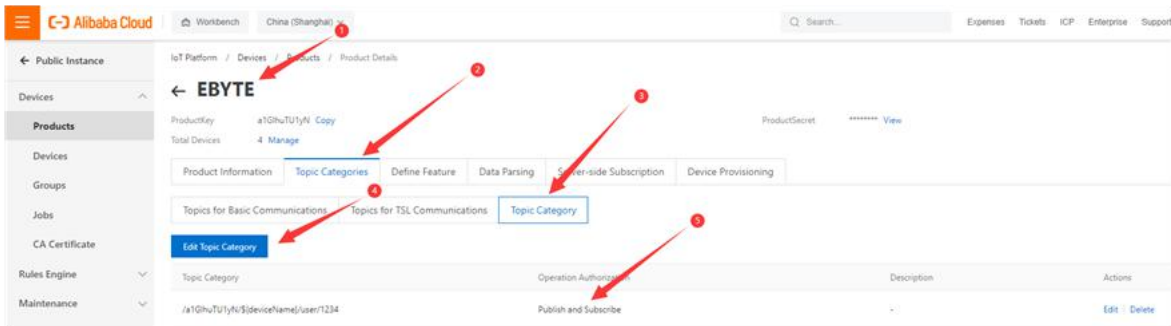 Alibaba Cloud Workbench China (Shanghai) Search... Expenses Tickets ICP Enterprise Support
1
← Public Instance
IoT Platform / Devices / Products / Product Details
2
Devices
← EBYTE
3
ProductKey a1GlhuTU1yN Copy ProductSecret ******** View
Products
Total Devices 4 Manage
Devices
Product Information Topic Categories Define Feature Data Parsing Server-side Subscription Device Provisioning
Groups
4
Jobs
Topics for Basic Communications Topics for TSL Communications Topic Category
5
CA Certificate
Edit Topic Category
Rules Engine
Topic Category Operation Authorization Description Actions
Maintenance
/a1GlhuTU1yN/${deviceName}/user/1234 Publish and Subscribe - Edit Delete